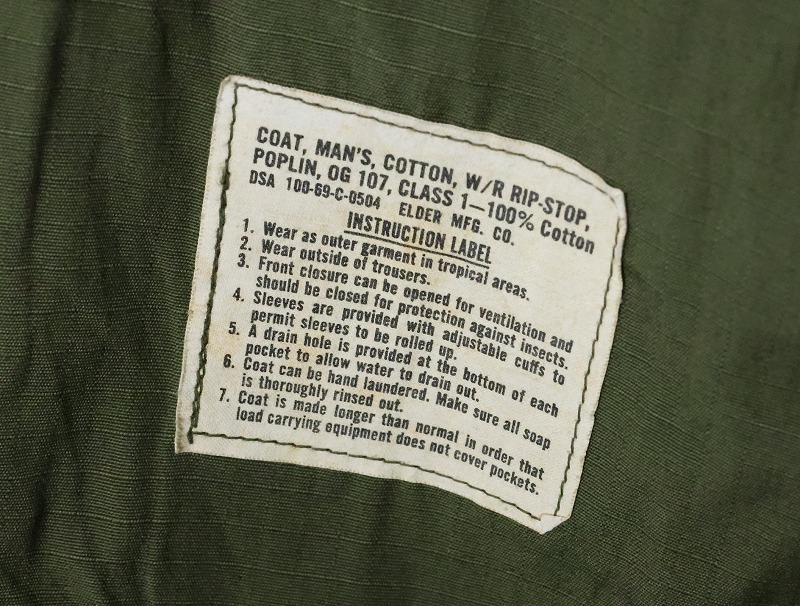 COAT, MAN'S, COTTON, W/R RIP-STOP,
POPLIN, OG 107, CLASS 1—100% Cotton
DSA 100-69-C-0504 ELDER MFG. CO.
INSTRUCTION LABEL
1. Wear as outer garment in tropical areas.
2. Wear outside of trousers.
3. Front closure can be opened for ventilation and
should be closed for protection against insects.
4. Sleeves are provided with adjustable cuffs to
permit sleeves to be rolled up.
5. A drain hole is provided at the bottom of each
pocket to allow water to drain out.
6. Coat can be hand laundered. Make sure all soap
is thoroughly rinsed out.
7. Coat is made longer than normal in order that
load carrying equipment does not cover pockets.